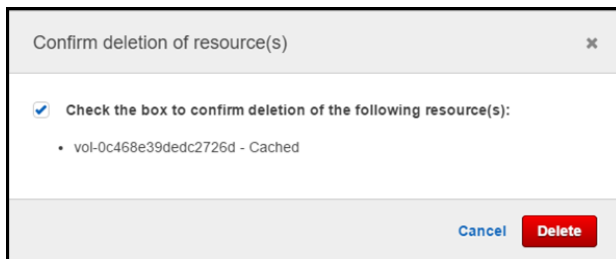 Confirm deletion of resource(s)
Check the box to confirm deletion of the following resource(s):
• vol-0c468e39dedc2726d - Cached
Cancel Delete